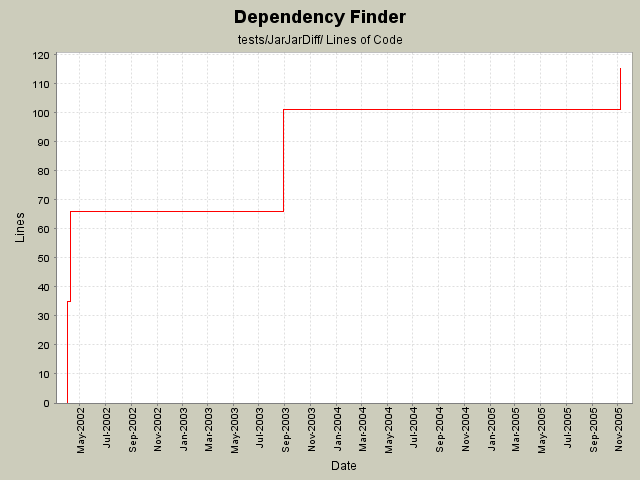 Dependency Finder
tests/JarJarDiff/ Lines of Code
120
110
100
90
80
70
60
50
40
30
20
10
0
Lines
May-2002
Jul-2002
Sep-2002
Nov-2002
Jan-2003
Mar-2003
May-2003
Jul-2003
Sep-2003
Nov-2003
Jan-2004
Mar-2004
May-2004
Jul-2004
Sep-2004
Nov-2004
Jan-2005
Mar-2005
May-2005
Jul-2005
Sep-2005
Nov-2005
Date